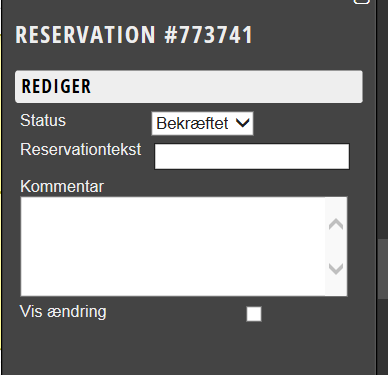 RESERVATION #773741
REDIGER
Status Bekræftet
Reservationtekst
Kommentar
Vis ændring